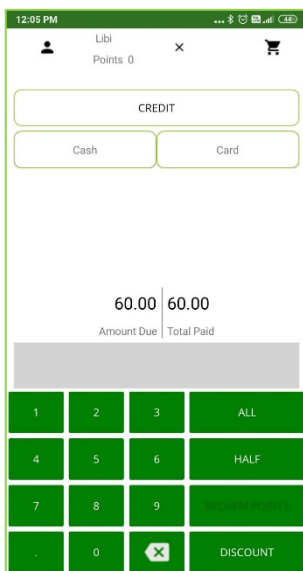 12:05 PM
44
Libi
Points 0
CREDIT
Cash Card
60.00 60.00
Amount Due Total Paid
1 2 3 ALL
4 5 6 HALF
7 8 9 REDEEM POINTS
. 0 DISCOUNT